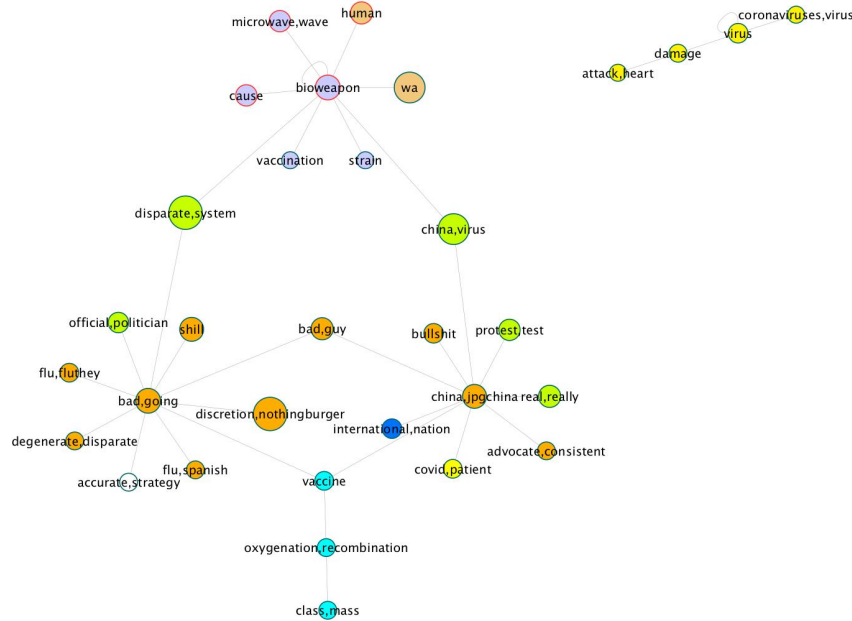 human
coronaviruses,virus
microwave,wave
virus
damage
attack,heart
bioweapon
wa
cause
vaccination
strain
disparate,system
china,virus
official,politician
shill
bad,guy
bullshit
protest,test
flu,fluthey
bad,going
china,jpgchina
real,really
discretion,nothingburger
international,nation
degenerate,disparate
advocate,consistent
flu,spanish
covid,patient
accurate,strategy
vaccine
oxygenation,recombination
class,mass